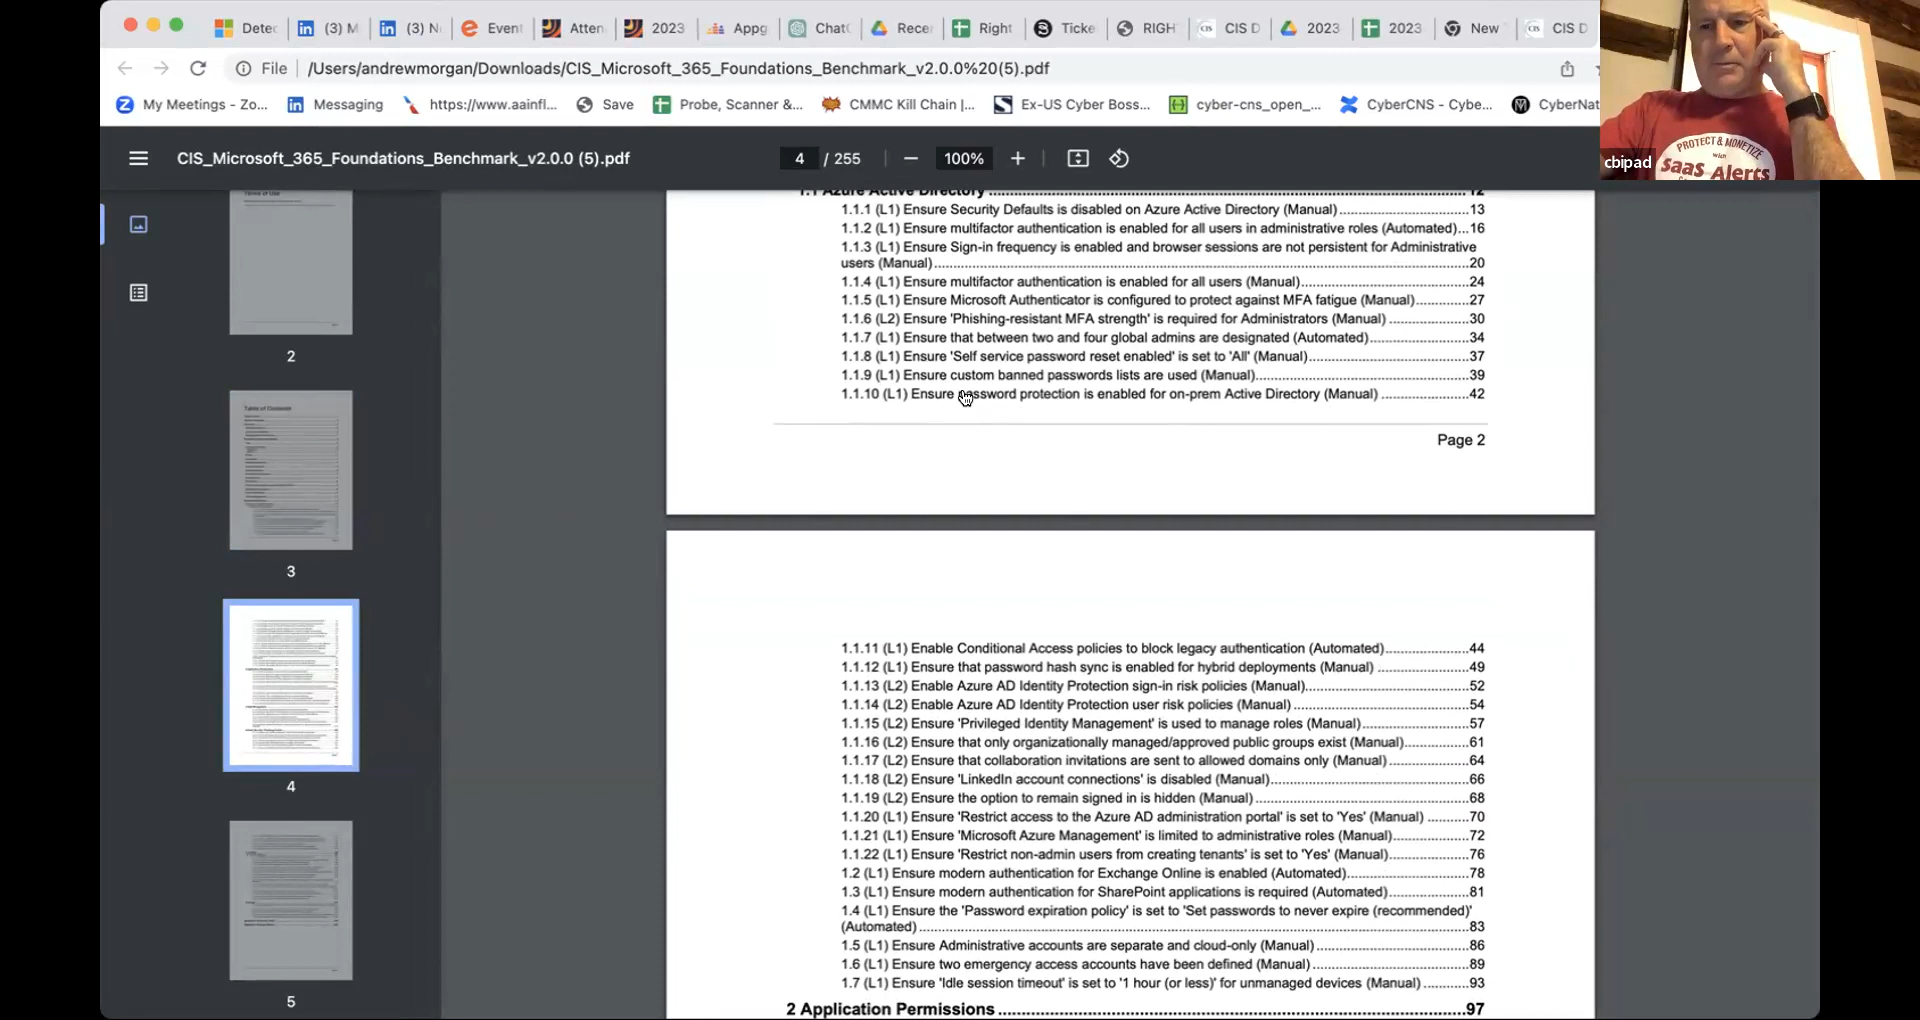 Detec
(3) M
(3) N
Event
Atten
2023
Appg
ChatG
Recer
Right
Ticke
RIGH
CIS D
2023
2023
New
CIS D
File
/Users/andrewmorgan/Downloads/CIS_Microsoft_365_Foundations_Benchmark_v2.0.0%20(5).pdf
My Meetings - Zo...
Messaging
https://www.aainfl...
Save
Probe, Scanner &...
CMMC Kill Chain |...
Ex-US Cyber Boss...
cyber-cns_open_...
CyberCNS - Cybe...
CyberNat
cbipad
PROTECT & MONETIZE
with
SaaS Alerts
CIS_Microsoft_365_Foundations_Benchmark_v2.0.0 (5).pdf
4 / 255
100%
2
3
4
5
1.1 Azure Active Directory ... 12
1.1.1 (L1) Ensure Security Defaults is disabled on Azure Active Directory (Manual) ... 13
1.1.2 (L1) Ensure multifactor authentication is enabled for all users in administrative roles (Automated)... 16
1.1.3 (L1) Ensure Sign-in frequency is enabled and browser sessions are not persistent for Administrative
users (Manual) ... 20
1.1.4 (L1) Ensure multifactor authentication is enabled for all users (Manual) ... 24
1.1.5 (L1) Ensure Microsoft Authenticator is configured to protect against MFA fatigue (Manual) ... 27
1.1.6 (L2) Ensure 'Phishing-resistant MFA strength' is required for Administrators (Manual) ... 30
1.1.7 (L1) Ensure that between two and four global admins are designated (Automated) ... 34
1.1.8 (L1) Ensure 'Self service password reset enabled' is set to 'All' (Manual) ... 37
1.1.9 (L1) Ensure custom banned passwords lists are used (Manual) ... 39
1.1.10 (L1) Ensure password protection is enabled for on-prem Active Directory (Manual) ... 42
Page 2
1.1.11 (L1) Enable Conditional Access policies to block legacy authentication (Automated) ... 44
1.1.12 (L1) Ensure that password hash sync is enabled for hybrid deployments (Manual) ... 49
1.1.13 (L2) Enable Azure AD Identity Protection sign-in risk policies (Manual) ... 52
1.1.14 (L2) Enable Azure AD Identity Protection user risk policies (Manual) ... 54
1.1.15 (L2) Ensure 'Privileged Identity Management' is used to manage roles (Manual) ... 57
1.1.16 (L2) Ensure that only organizationally managed/approved public groups exist (Manual) ... 61
1.1.17 (L2) Ensure that collaboration invitations are sent to allowed domains only (Manual) ... 64
1.1.18 (L2) Ensure 'LinkedIn account connections' is disabled (Manual) ... 66
1.1.19 (L2) Ensure the option to remain signed in is hidden (Manual) ... 68
1.1.20 (L1) Ensure 'Restrict access to the Azure AD administration portal' is set to 'Yes' (Manual) ... 70
1.1.21 (L1) Ensure 'Microsoft Azure Management' is limited to administrative roles (Manual) ... 72
1.1.22 (L1) Ensure 'Restrict non-admin users from creating tenants' is set to 'Yes' (Manual) ... 76
1.2 (L1) Ensure modern authentication for Exchange Online is enabled (Automated) ... 78
1.3 (L1) Ensure modern authentication for SharePoint applications is required (Automated) ... 81
1.4 (L1) Ensure the 'Password expiration policy' is set to 'Set passwords to never expire (recommended)'
(Automated) ... 83
1.5 (L1) Ensure Administrative accounts are separate and cloud-only (Manual) ... 86
1.6 (L1) Ensure two emergency access accounts have been defined (Manual) ... 89
1.7 (L1) Ensure 'Idle session timeout' is set to '1 hour (or less)' for unmanaged devices (Manual) ... 93
2 Application Permissions ... 97